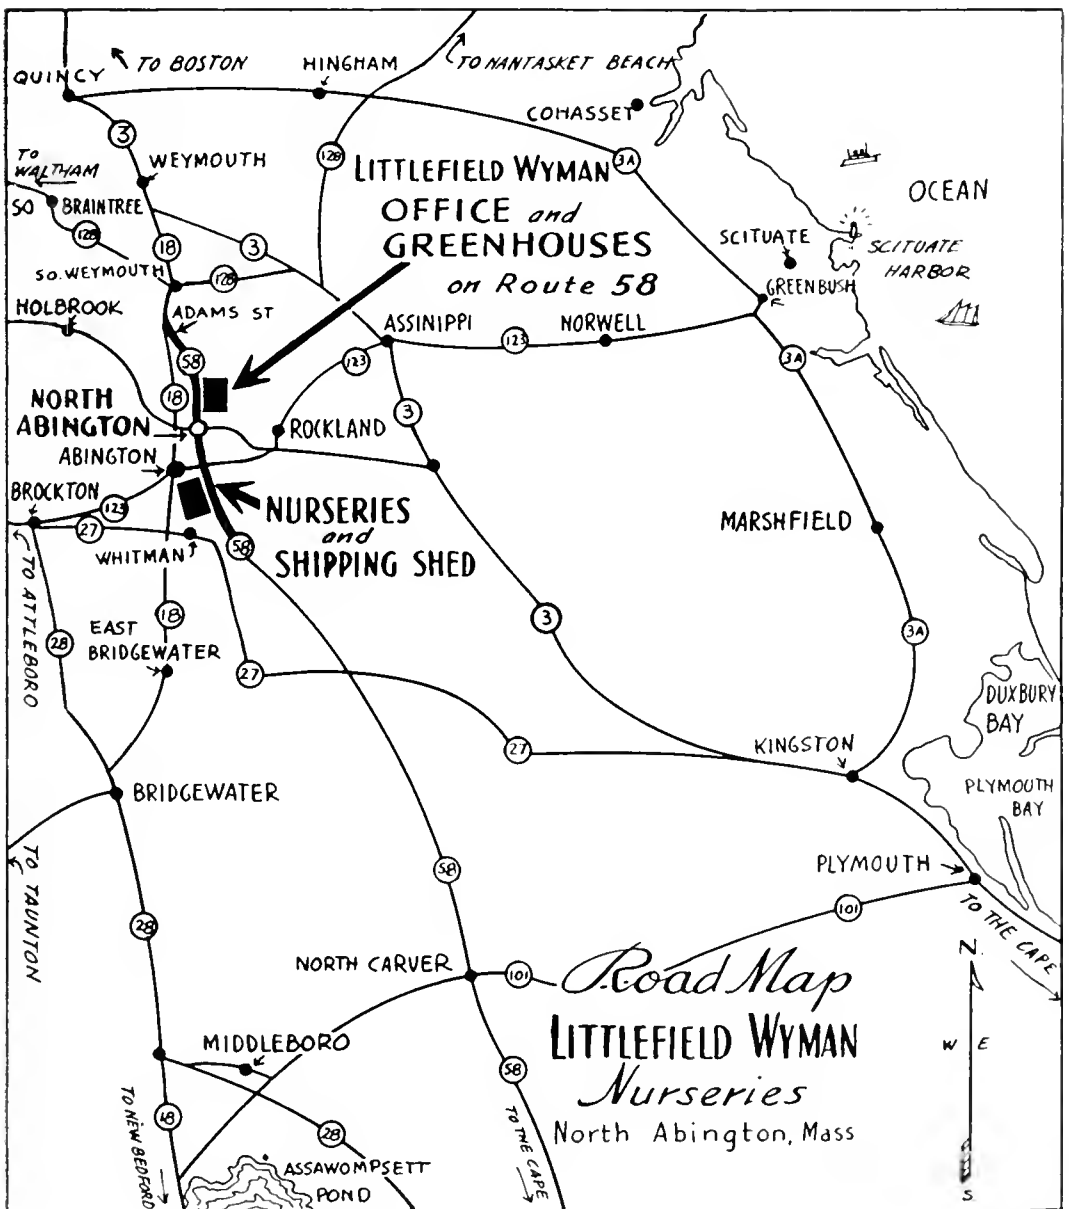 TO BOSTON
HINGHAM
TO NANTASKET BEACH
QUINCY
COHASSET
3
128
TO
WALTHAM
WEYMOUTH
LITTLEFIELD WYMAN
OFFICE and
GREENHOUSES
on Route 58
3A
OCEAN
SO BRAINTREE
128
18
3
SCITUATE
SCITUATE
HARBOR
SO. WEYMOUTH
128
GREENBUSH
HOLBROOK
ADAMS ST
ASSINIPPI
NORWELL
123
58
123
3A
18
NORTH
ABINGTON
3
ROCKLAND
ABINGTON
BROCKTON
123
27
NURSERIES
and
SHIPPING SHED
MARSHFIELD
WHITMAN
58
TO ATTLEBORO
18
3
EAST
BRIDGEWATER
28
3A
27
DUXBURY
BAY
27
KINGSTON
BRIDGEWATER
PLYMOUTH
BAY
TO TAUNTON
58
PLYMOUTH
101
TO THE CAPE
28
NORTH CARVER
101
N.
Road Map
LITTLEFIELD WYMAN
Nurseries
North Abington, Mass
W E
S
MIDDLEBORO
58
TO NEW BEDFORD
18
28
TO THE CAPE
ASSAWOMPSETT
POND